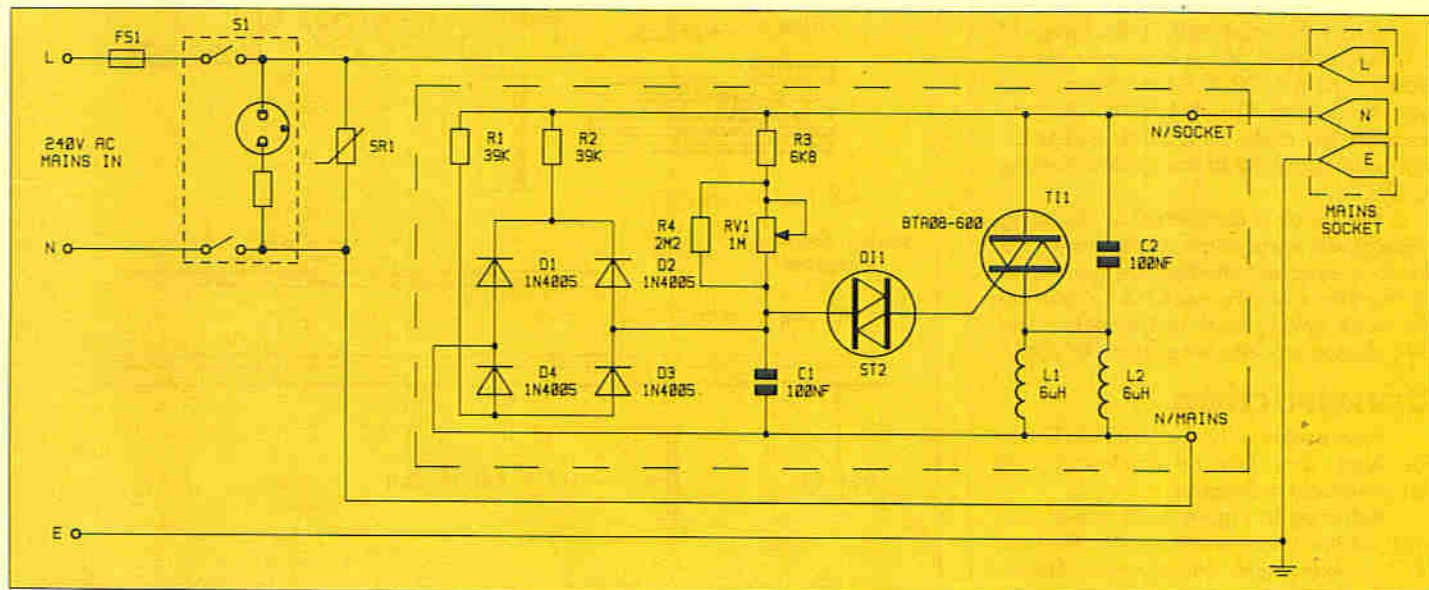 S1
FS1
L
L
N
N/SOCKET
E
240V AC
MAINS IN
SR1
R1
39K
R2
39K
R3
6K8
R4
2M2
RV1
1M
BTA08-600
TI1
MAINS
SOCKET
C2
100NF
D1
1N4005
D2
1N4005
DI1
ST2
N
D4
1N4005
D3
1N4005
C1
100NF
L1
6uH
L2
6uH
N/MAINS
E